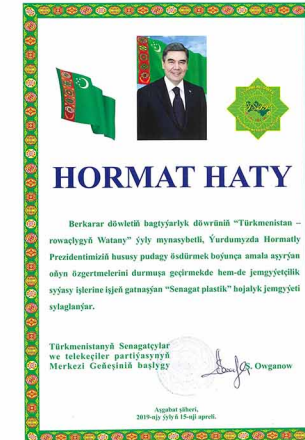 HORMAT HATY
Berkarar döwletiň bagtyýarlyk döwrüniň “Türkmenistan –
rowaçlygyň Watany” ýyly mynasybetli, Ýurdumyzda Hormatly
Prezidentimiziň hususy pudagy ösdürmek boýunça amala aşyrýan
oňyn özgertmelerini durmuşa geçirmekde hem-de jemgyýetçilik
syýasy işlerine işjeň gatnaşýan “Senagat plastik” hojalyk jemgyýeti
sylaglanýar.
Türkmenistanyň Senagatçylar
we telekeçiler partiýasynyň
Merkezi Geňeşiniň başlygy
S. Owganow
Aşgabat şäheri,
2019-njy ýylyň 15-nji apreli.